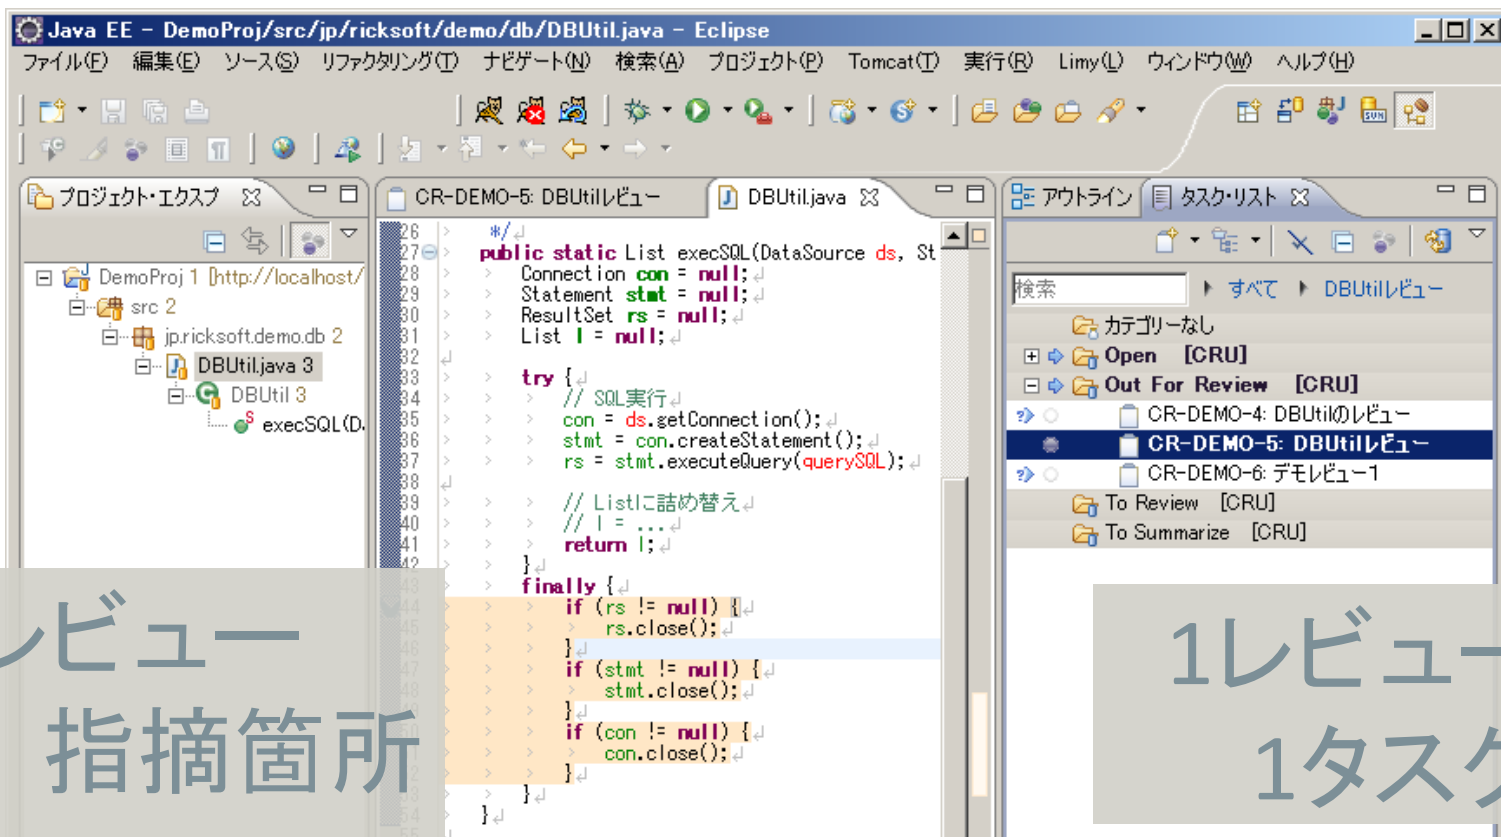 Java EE - DemoProj/src/jp/ricksoft/demo/db/DBUtil.java - Eclipse
ファイル(F) 編集(E) ソース(S) リファクタリング(T) ナビゲート(N) 検索(A) プロジェクト(P) Tomcat(T) 実行(R) Limy(L) ウィンドウ(W) ヘルプ(H)
プロジェクト・エクスプ
DemoProj 1 [http://localhost/
src 2
jp.ricksoft.demo.db 2
DBUtil.java 3
DBUtil 3
execSQL(D
CR-DEMO-5: DBUtilレビュー
DBUtil.java
26 */
27 public static List execSQL(DataSource ds, St
28 Connection con = null;
29 Statement stmt = null;
30 ResultSet rs = null;
31 List l = null;
32
33 try {
34 // SQL実行
35 con = ds.getConnection();
36 stmt = con.createStatement();
37 rs = stmt.executeQuery(querySQL);
38
39 // Listに詰め替え
40 // l = ...
41 return l;
42 }
43 finally {
44 if (rs != null) {
45 rs.close();
46 }
47 if (stmt != null) {
48 stmt.close();
}
50 if (con != null) {
con.close();
}
}
54 }
55
アウトライン
タスク・リスト
検索 すべて DBUtilレビュー
カテゴリーなし
Open [CRU]
Out For Review [CRU]
CR-DEMO-4: DBUtilのレビュー
CR-DEMO-5: DBUtilレビュー
CR-DEMO-6: デモレビュー1
To Review [CRU]
To Summarize [CRU]
レビュー
指摘箇所
1レビュー
1タスク